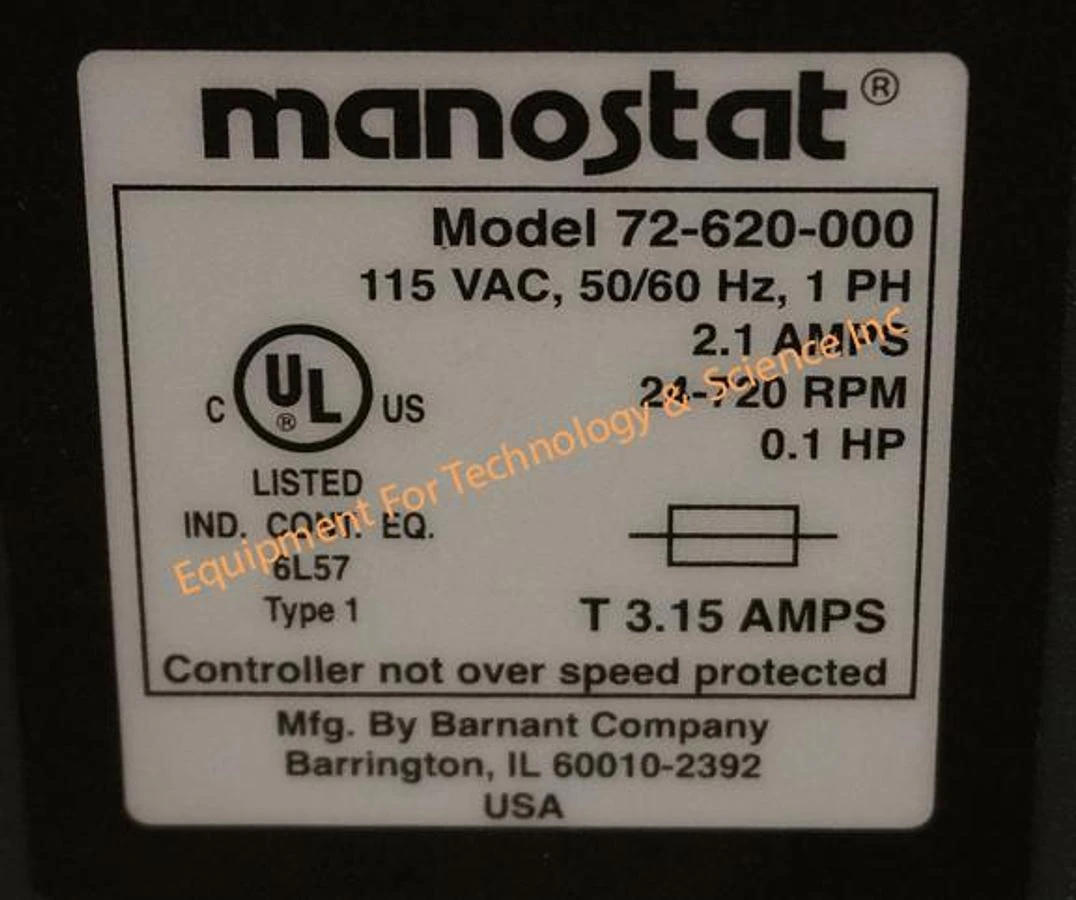 manostat®
Model 72-620-000
115 VAC, 50/60 Hz, 1 PH
2.1 AMPS
24-720 RPM
0.1 HP
C UL® US
LISTED
IND. CONT. EQ.
6L57
Type 1
T 3.15 AMPS
Controller not over speed protected
Mfg. By Barnant Company
Barrington, IL 60010-2392
USA
Equipment For Technology & Science Inc